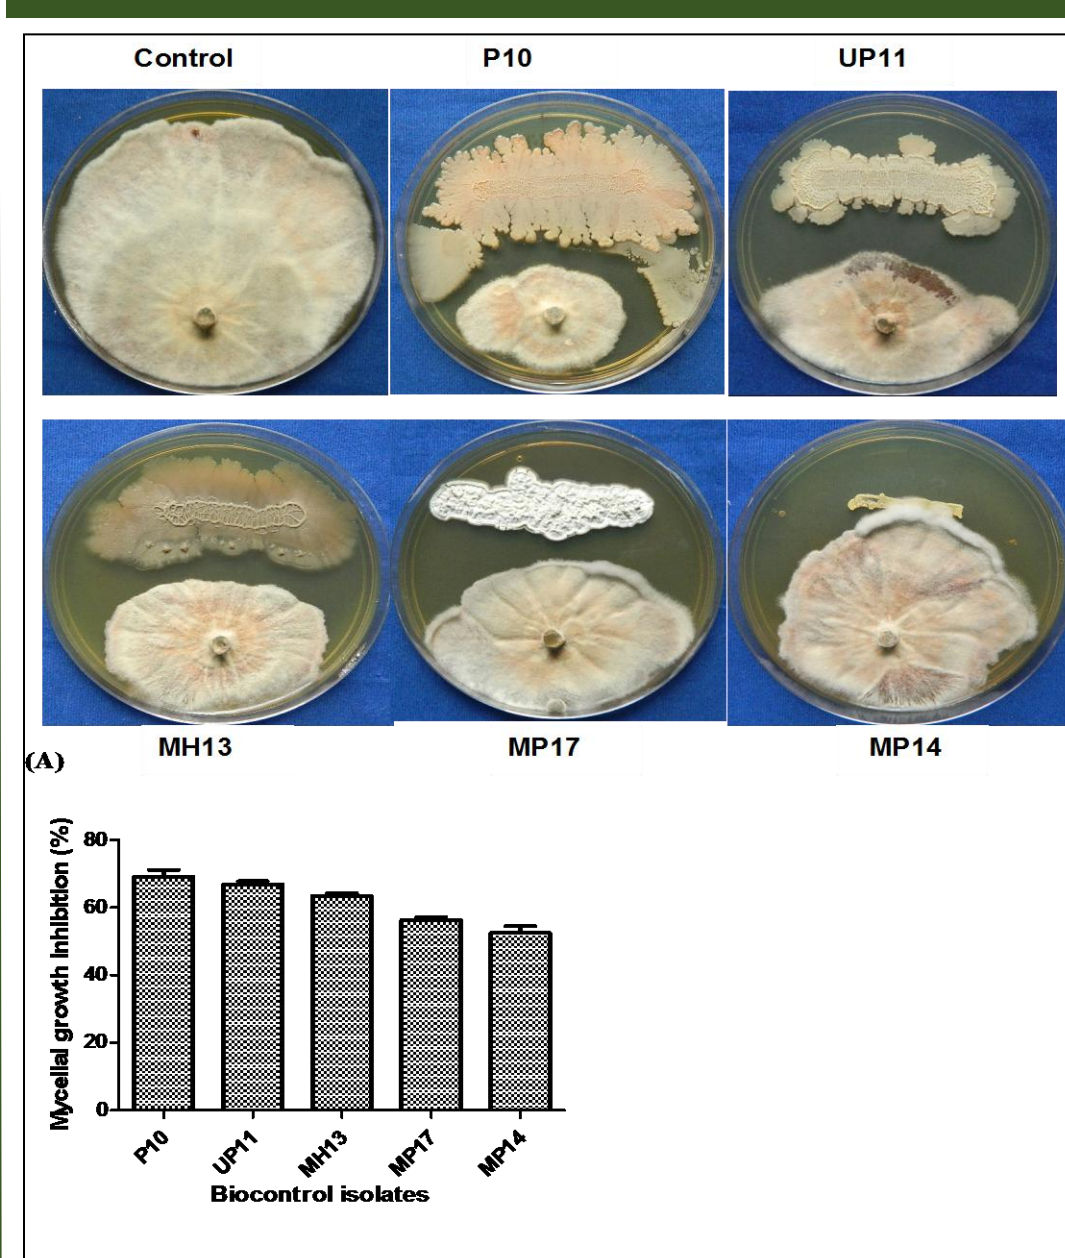 Control P10 UP11
MH13 MP17 MP14
(A)
Mycelial growth inhibition (%)
80
60
40
20
0
P10 UP11 MH13 MP17 MP14
Biocontrol isolates